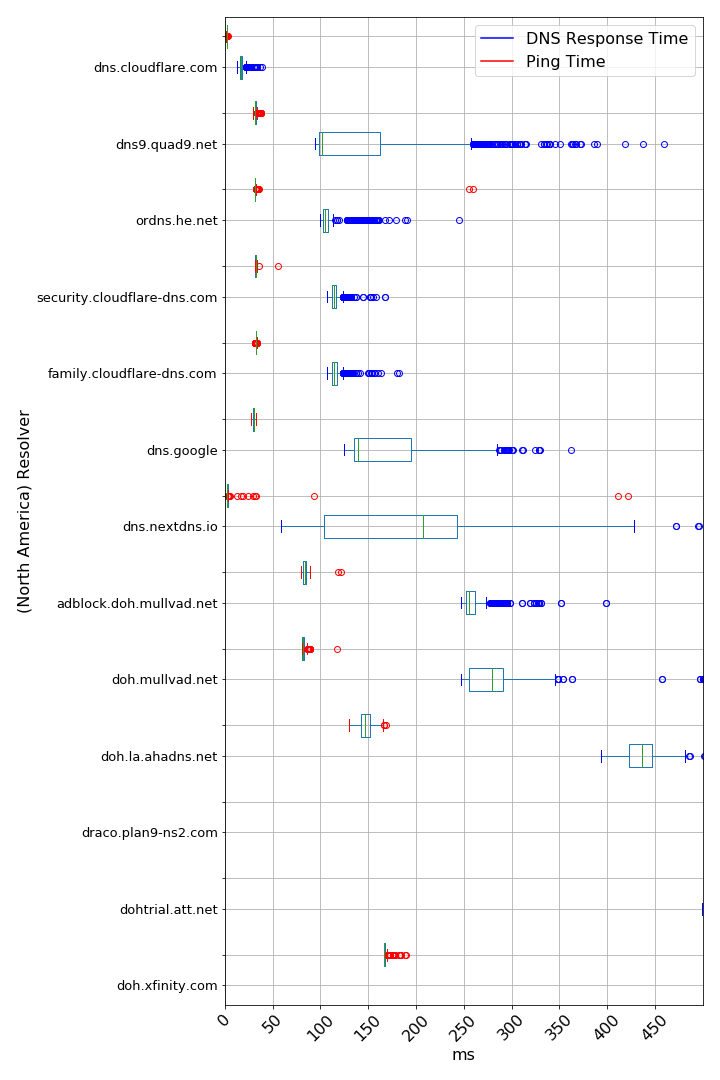 DNS Response Time
Ping Time
dns.cloudflare.com
dns9.quad9.net
ordns.he.net
security.cloudflare-dns.com
family.cloudflare-dns.com
dns.google
dns.nextdns.io
adblock.doh.mullvad.net
doh.mullvad.net
doh.la.ahadns.net
draco.plan9-ns2.com
dohtrial.att.net
doh.xfinity.com
(North America) Resolver
0 50 100 150 200 250 300 350 400 450
ms